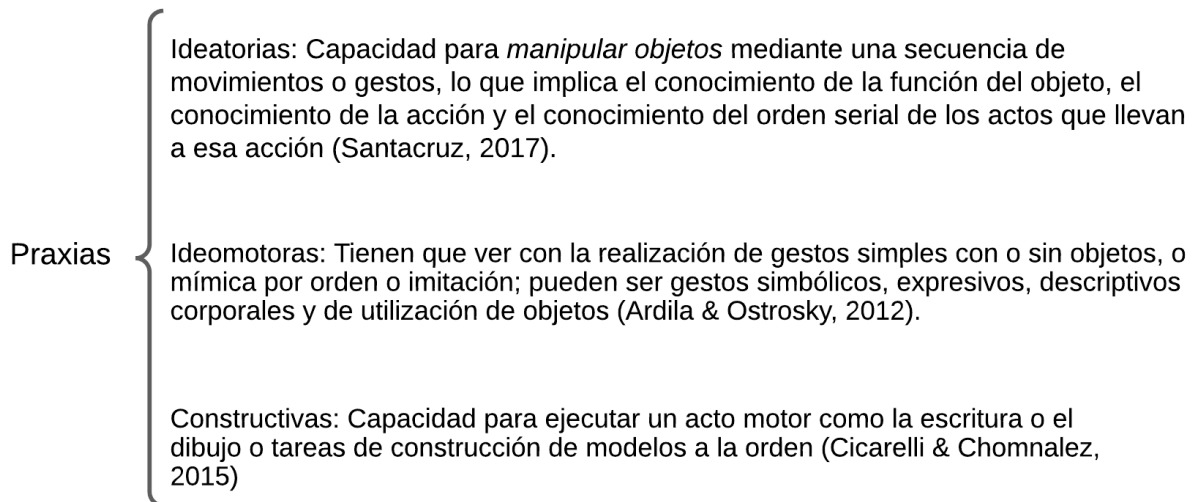 Ideatorias: Capacidad para manipular objetos mediante una secuencia de
movimientos o gestos, lo que implica el conocimiento de la función del objeto, el
conocimiento de la acción y el conocimiento del orden serial de los actos que llevan
a esa acción (Santacruz, 2017).
Praxias
Ideomotoras: Tienen que ver con la realización de gestos simples con o sin objetos, o
mímica por orden o imitación; pueden ser gestos simbólicos, expresivos, descriptivos
corporales y de utilización de objetos (Ardila & Ostrosky, 2012).
Constructivas: Capacidad para ejecutar un acto motor como la escritura o el
dibujo o tareas de construcción de modelos a la orden (Cicarelli & Chomnalez,
2015)